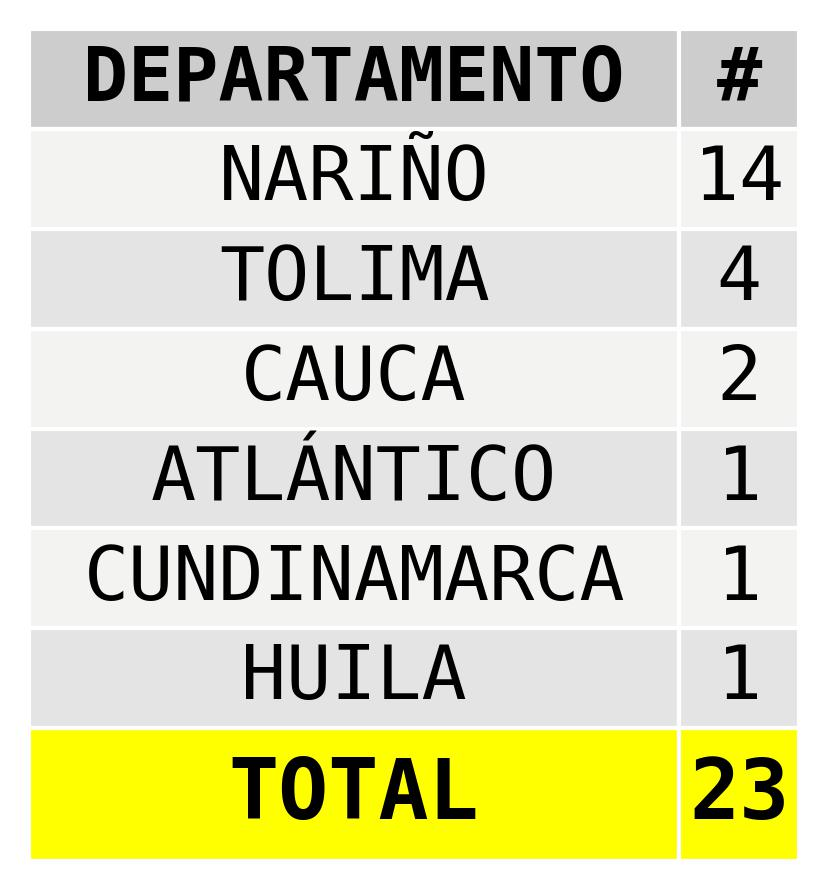 DEPARTAMENTO #
NARIÑO 14
TOLIMA 4
CAUCA 2
ATLÁNTICO 1
CUNDINAMARCA 1
HUILA 1
TOTAL 23